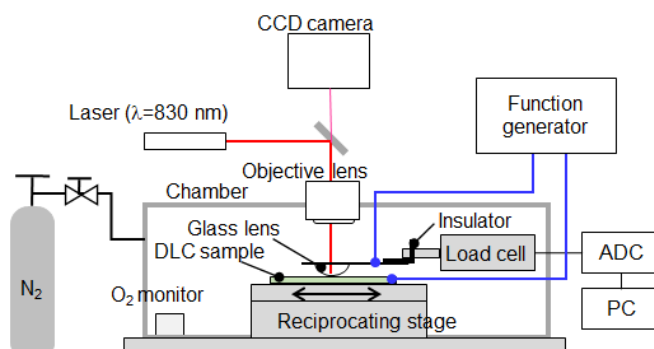 CCD camera
Laser (λ=830 nm)
Function
generator
Objective lens
Chamber
Glass lens
Insulator
DLC sample
Load cell
ADC
N₂
O₂ monitor
PC
Reciprocating stage